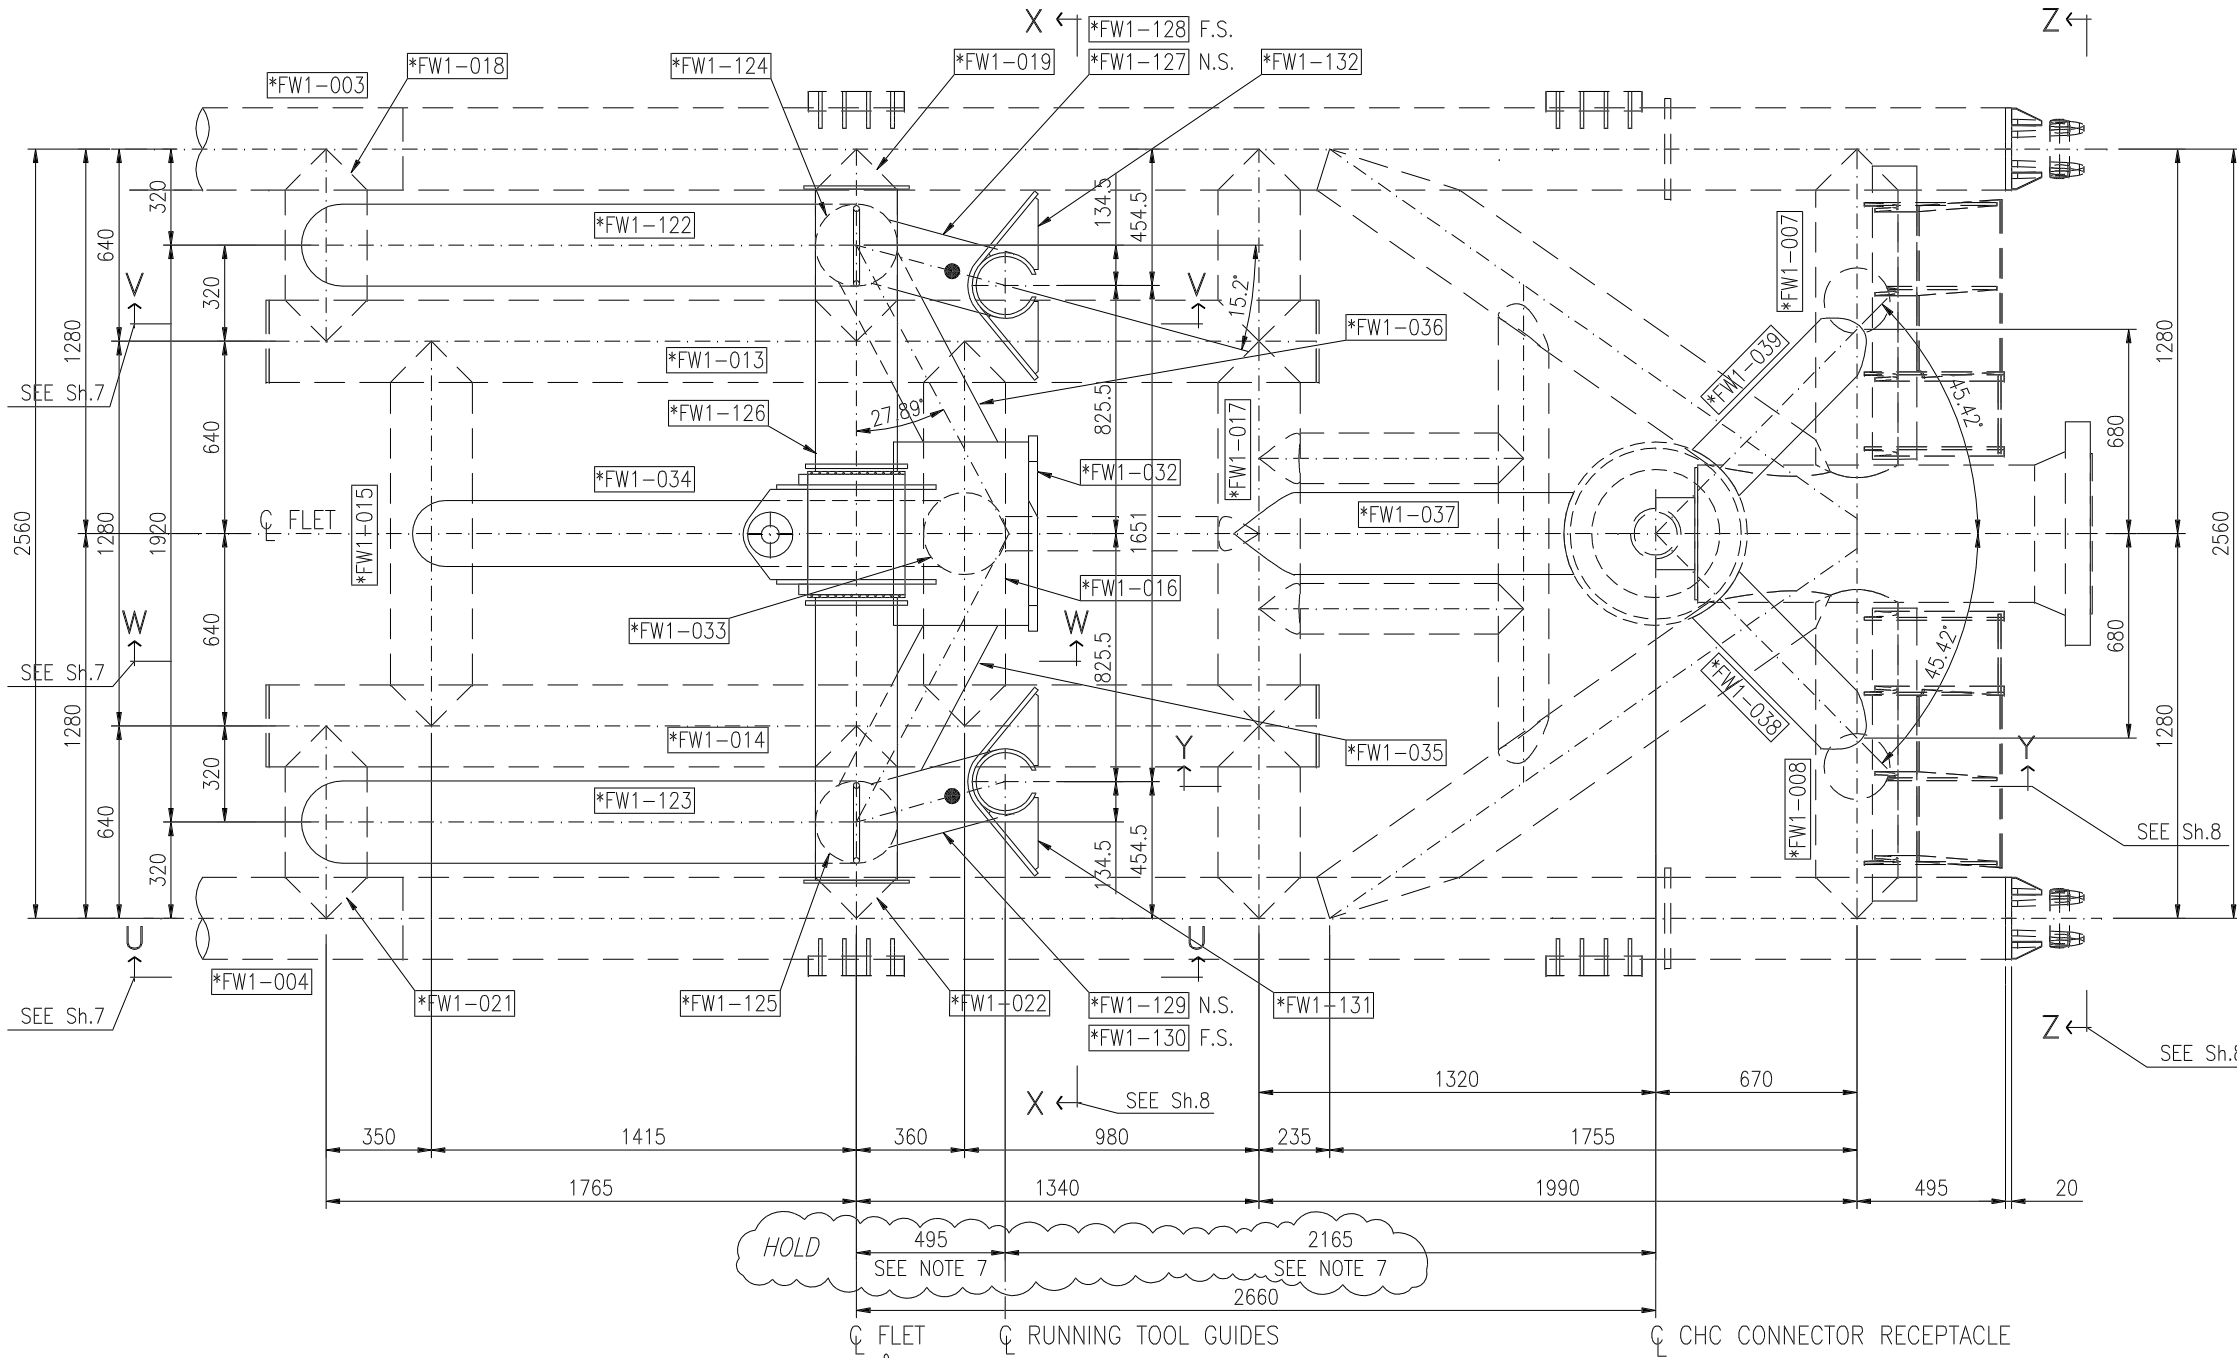 X
*FW1-128 F.S.
Z
*FW1-018
*FW1-124
*FW1-019
*FW1-127 N.S.
*FW1-132
*FW1-003
320
134.5
454.5
*FW1-122
*FW1-007
640
V
320
V
15.2°
1280
1280
*FW1-036
*FW1-013
*FW1-039
SEE Sh.7
*FW1-126
27.89°
825.5
*FW1-017
45.42°
680
640
*FW1-034
*FW1-032
2560
1280
1920
℄ FLET
*FW1-015
1651
*FW1-037
2560
*FW1-016
W
*FW1-033
W
640
825.5
680
SEE Sh.7
45.42°
*FW1-038
1280
*FW1-014
*FW1-035
Y
Y
320
1280
*FW1-123
*FW1-008
640
SEE Sh.8
320
134.5
454.5
U
U
*FW1-004
*FW1-021
*FW1-125
*FW1-022
*FW1-129 N.S.
*FW1-131
SEE Sh.7
*FW1-130 F.S.
Z
SEE Sh.8
1320
670
X
SEE Sh.8
350
1415
360
980
235
1755
1765
1340
1990
495
20
HOLD
495
2165
SEE NOTE 7
SEE NOTE 7
2660
℄ FLET
℄ RUNNING TOOL GUIDES
℄ CHC CONNECTOR RECEPTACLE